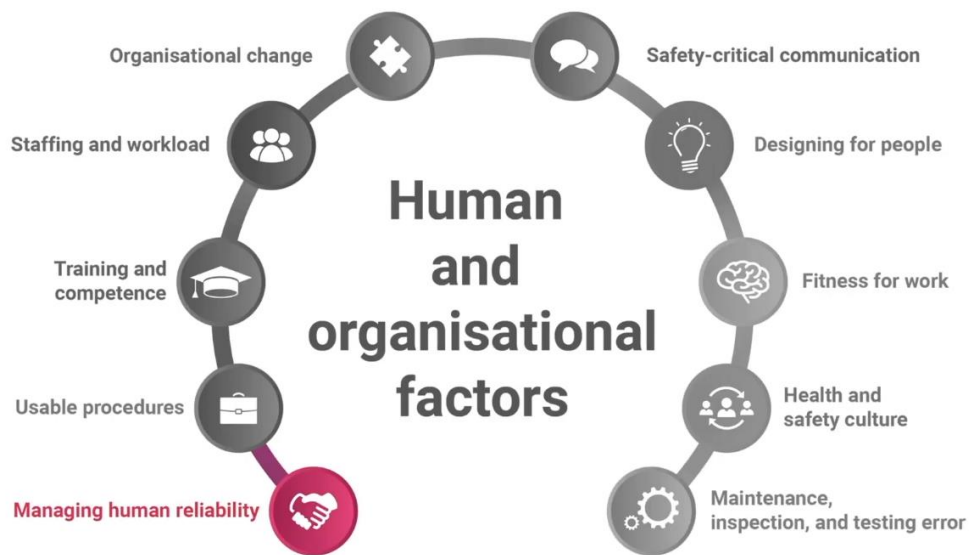 Organisational change
Safety-critical communication
Staffing and workload
Designing for people
Human
and
organisational
factors
Training and
competence
Fitness for work
Usable procedures
Health and
safety culture
Managing human reliability
Maintenance,
inspection, and testing error